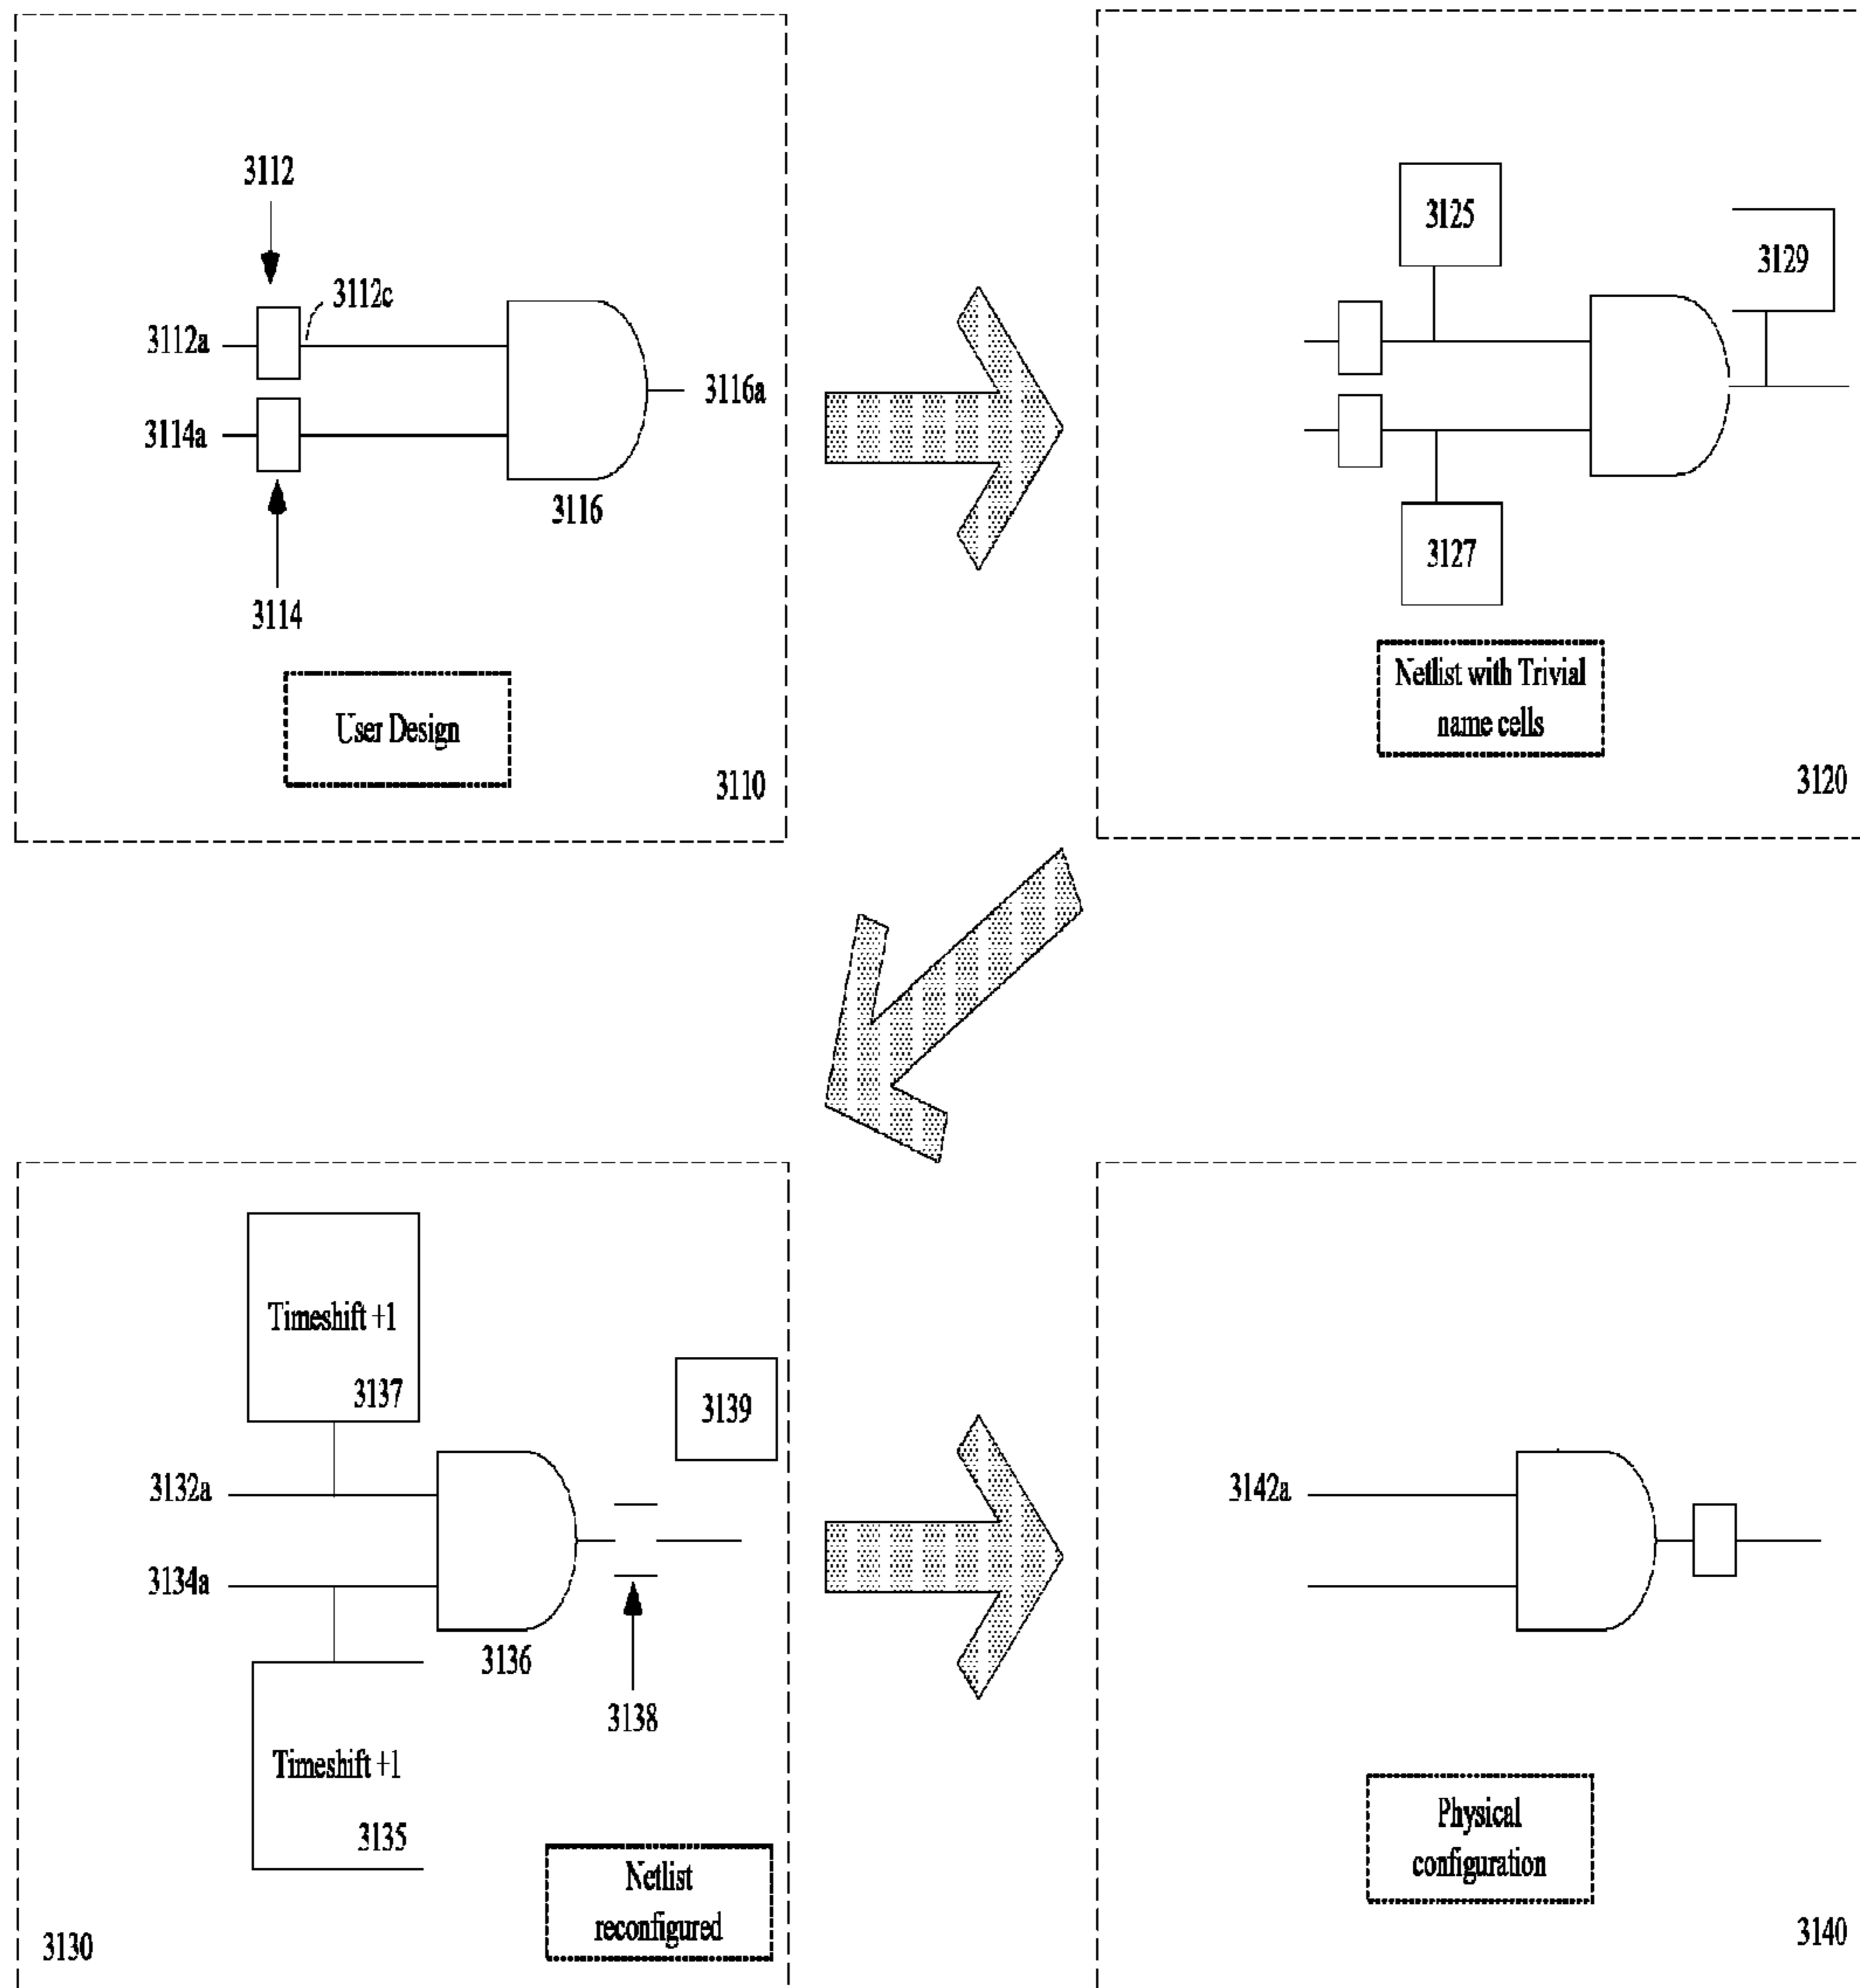 3112
3112c
3112a
3116a
3114a
3116
3114
User Design
3110
3125
3129
3127
Netlist with Trivial
name cells
3120
Timeshift +1
3137
3139
3132a
3134a
3136
3138
Timeshift +1
3135
Netlist
reconfigured
3130
3142a
Physical
configuration
3140